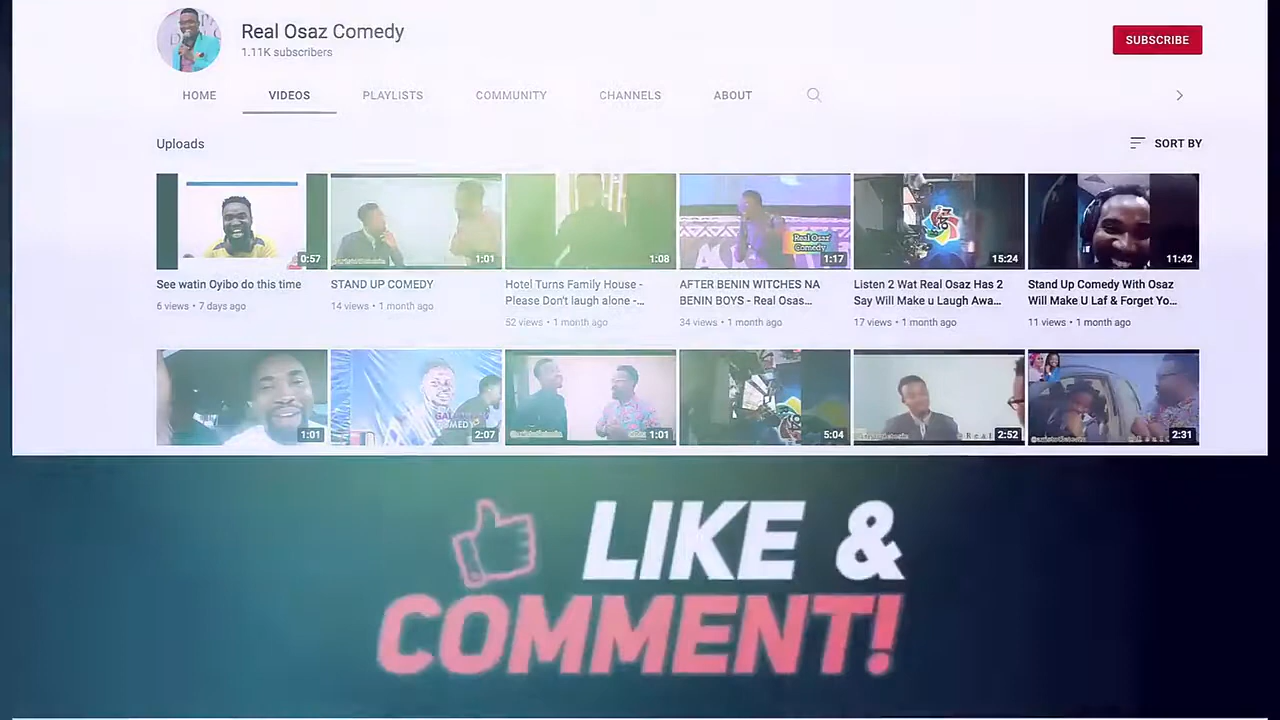 Real Osaz Comedy
1.11K subscribers
SUBSCRIBE
HOME VIDEOS PLAYLISTS COMMUNITY CHANNELS ABOUT
Uploads
SORT BY
Real Osaz
Comedy
0:57 1:01 1:08 1:17 15:24 11:42
See watin Oyibo do this time
6 views • 7 days ago
STAND UP COMEDY
14 views • 1 month ago
Hotel Turns Family House -
Please Don't laugh alone -...
52 views • 1 month ago
AFTER BENIN WITCHES NA
BENIN BOYS - Real Osas...
34 views • 1 month ago
Listen 2 Wat Real Osaz Has 2
Say Will Make u Laugh Awa...
17 views • 1 month ago
Stand Up Comedy With Osaz
Will Make U Laf & Forget Yo...
11 views • 1 month ago
COMEDY
1:01 2:07 1:01 5:04 2:52 2:31
LIKE &
COMMENT!